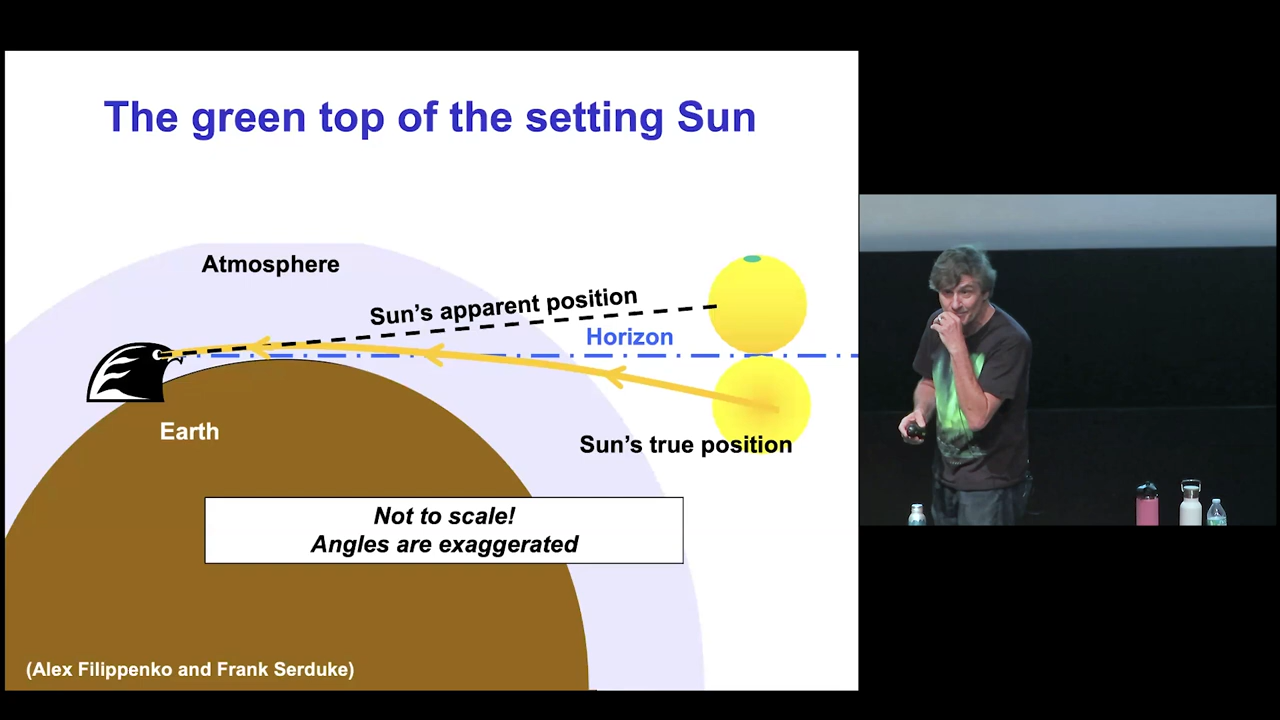 The green top of the setting Sun
Atmosphere
Sun's apparent position
Horizon
Earth
Sun's true position
Not to scale!
Angles are exaggerated
(Alex Filippenko and Frank Serduke)